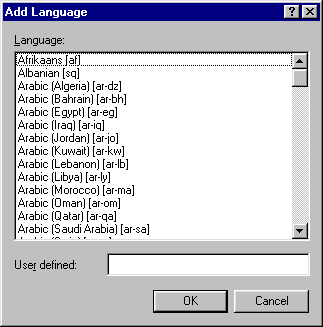 Add Language
Language:
Afrikaans [af]
Albanian [sq]
Arabic (Algeria) [ar-dz]
Arabic (Bahrain) [ar-bh]
Arabic (Egypt) [ar-eg]
Arabic (Iraq) [ar-iq]
Arabic (Jordan) [ar-jo]
Arabic (Kuwait) [ar-kw]
Arabic (Lebanon) [ar-lb]
Arabic (Libya) [ar-ly]
Arabic (Morocco) [ar-ma]
Arabic (Oman) [ar-om]
Arabic (Qatar) [ar-qa]
Arabic (Saudi Arabia) [ar-sa]
User defined:
OK Cancel